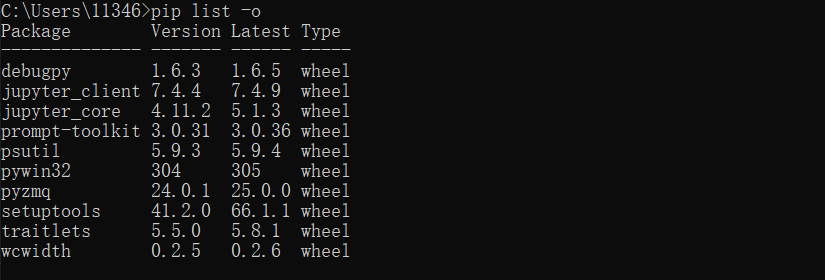 C:\Users\11346>pip list -o
Package        Version Latest Type
-------------- ------- ------ -----
debugpy        1.6.3   1.6.5  wheel
jupyter_client 7.4.4   7.4.9  wheel
jupyter_core   4.11.2  5.1.3  wheel
prompt-toolkit 3.0.31  3.0.36 wheel
psutil         5.9.3   5.9.4  wheel
pywin32        304     305    wheel
pyzmq          24.0.1  25.0.0 wheel
setuptools     41.2.0  66.1.1 wheel
traitlets      5.5.0   5.8.1  wheel
wcwidth        0.2.5   0.2.6  wheel